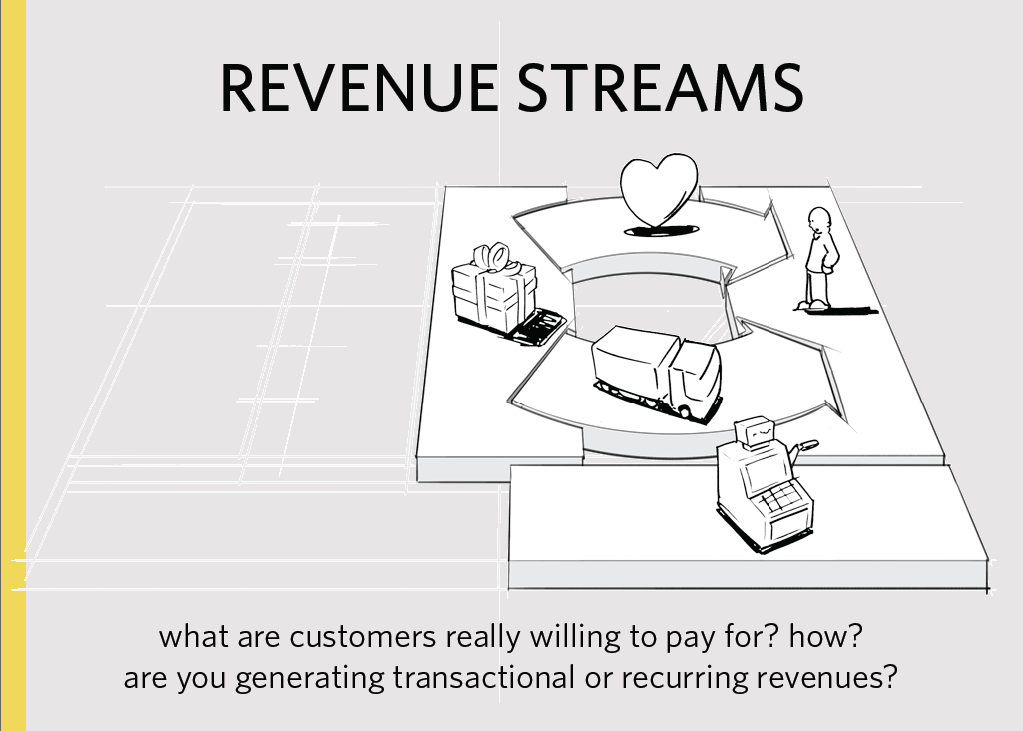 REVENUE STREAMS
what are customers really willing to pay for? how?
are you generating transactional or recurring revenues?